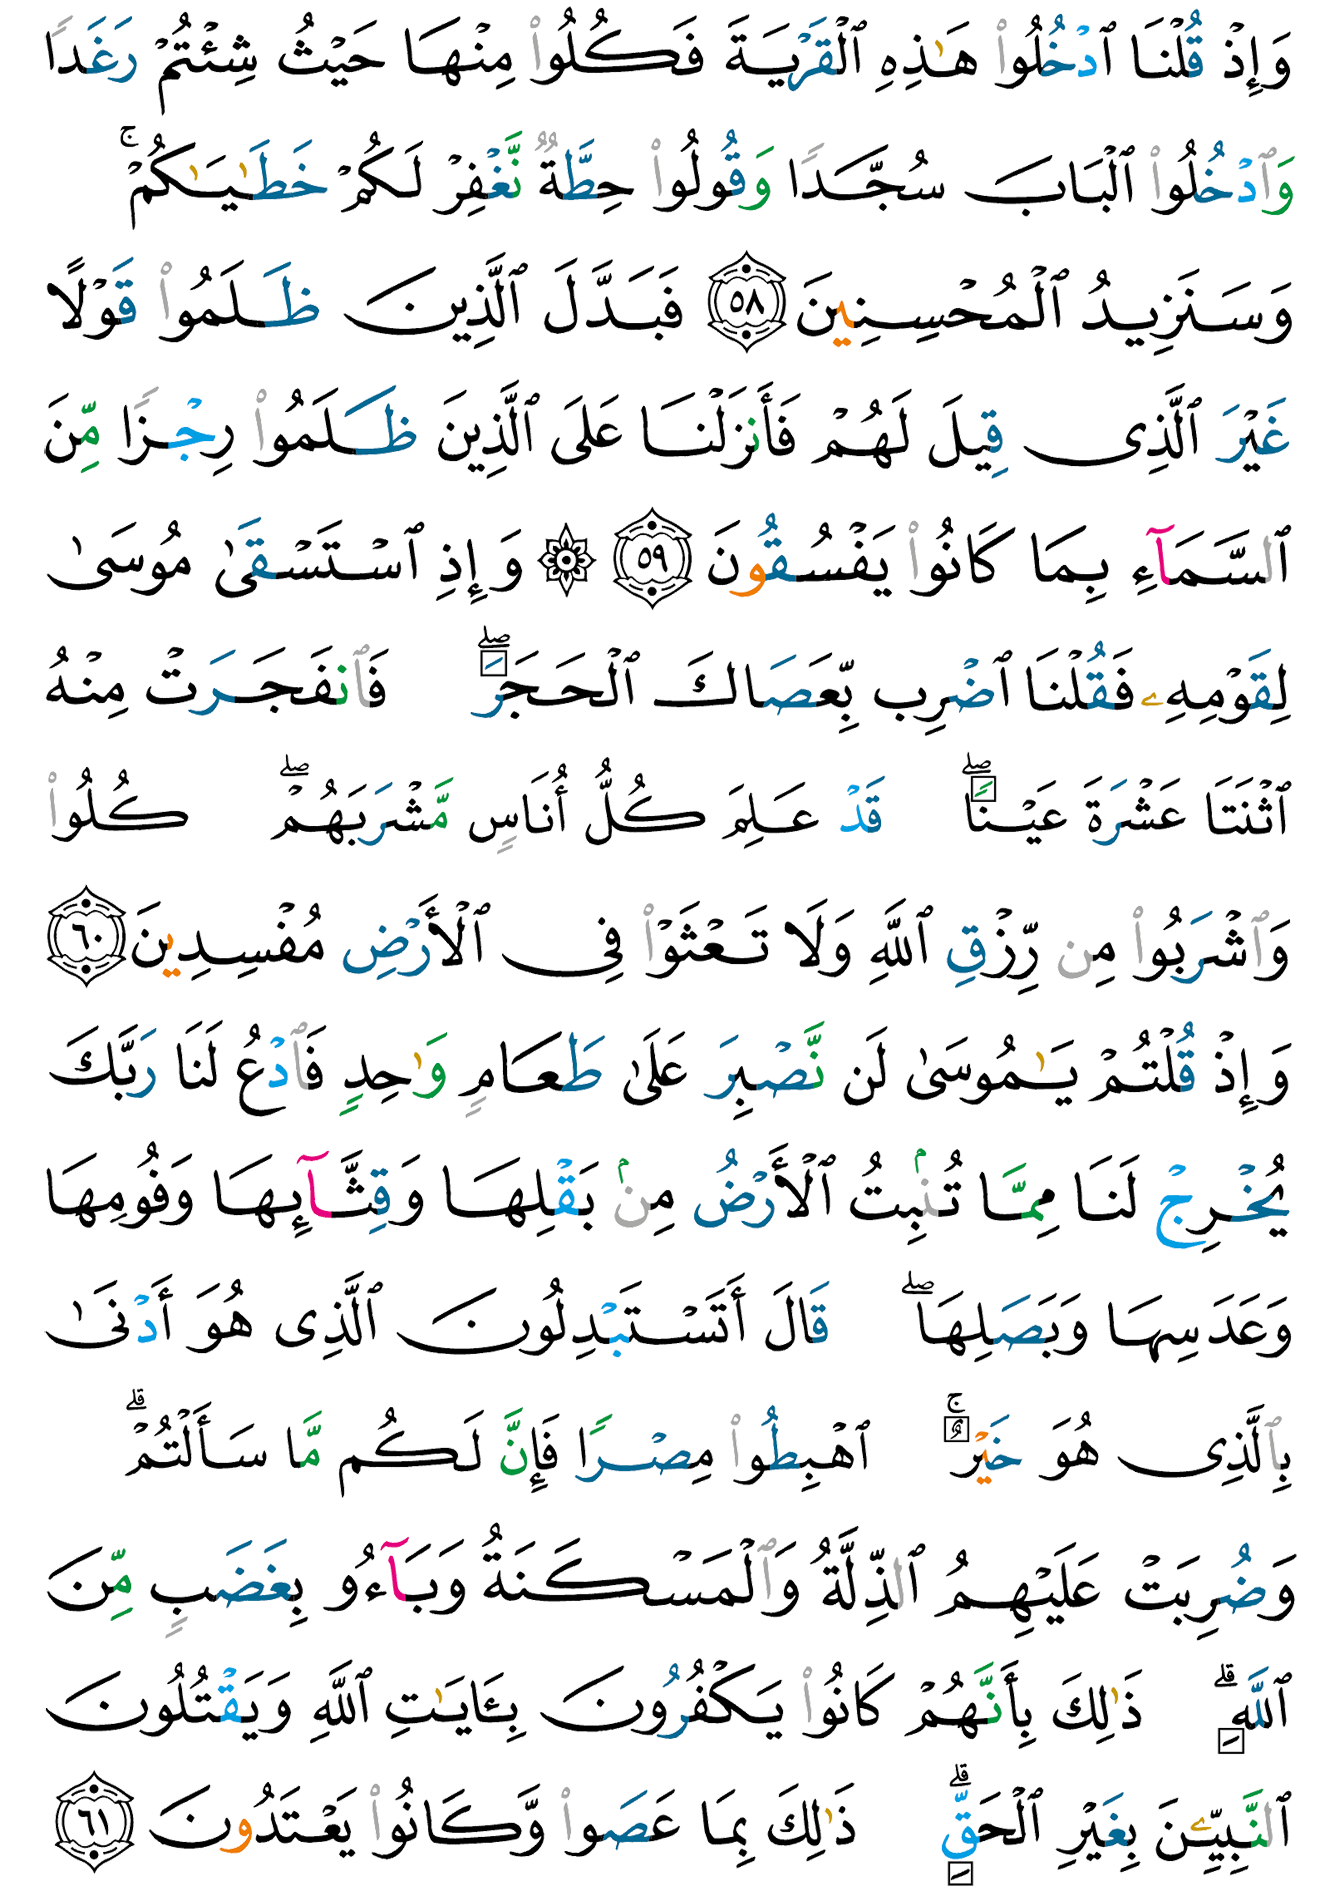 وَإِذْ قُلْنَا ٱدْخُلُوا۟ هَـٰذِهِ ٱلْقَرْيَةَ فَكُلُوا۟ مِنْهَا حَيْثُ شِئْتُمْ رَغَدًا
وَٱدْخُلُوا۟ ٱلْبَابَ سُجَّدًا وَقُولُوا۟ حِطَّةٌ نَّغْفِرْ لَكُمْ خَطَـٰيَـٰكُمْ ۚ
وَسَنَزِيدُ ٱلْمُحْسِنِينَ ٥٨ فَبَدَّلَ ٱلَّذِينَ ظَلَمُوا۟ قَوْلًا
غَيْرَ ٱلَّذِى قِيلَ لَهُمْ فَأَنزَلْنَا عَلَى ٱلَّذِينَ ظَلَمُوا۟ رِجْزًا مِّنَ
ٱلسَّمَآءِ بِمَا كَانُوا۟ يَفْسُقُونَ ٥٩ ۞ وَإِذِ ٱسْتَسْقَىٰ مُوسَىٰ
لِقَوْمِهِۦ فَقُلْنَا ٱضْرِب بِّعَصَاكَ ٱلْحَجَرَ ۖ فَٱنفَجَرَتْ مِنْهُ
ٱثْنَتَا عَشْرَةَ عَيْنًا ۖ قَدْ عَلِمَ كُلُّ أُنَاسٍ مَّشْرَبَهُمْ ۖ كُلُوا۟
وَٱشْرَبُوا۟ مِن رِّزْقِ ٱللَّهِ وَلَا تَعْثَوْا۟ فِى ٱلْأَرْضِ مُفْسِدِينَ ٦٠
وَإِذْ قُلْتُمْ يَـٰمُوسَىٰ لَن نَّصْبِرَ عَلَىٰ طَعَامٍ وَٰحِدٍ فَٱدْعُ لَنَا رَبَّكَ
يُخْرِجْ لَنَا مِمَّا تُنۢبِتُ ٱلْأَرْضُ مِنۢ بَقْلِهَا وَقِثَّآئِهَا وَفُومِهَا
وَعَدَسِهَا وَبَصَلِهَا ۖ قَالَ أَتَسْتَبْدِلُونَ ٱلَّذِى هُوَ أَدْنَىٰ
بِٱلَّذِى هُوَ خَيْرٌ ۚ ٱهْبِطُوا۟ مِصْرًا فَإِنَّ لَكُم مَّا سَأَلْتُمْ ۗ
وَضُرِبَتْ عَلَيْهِمُ ٱلذِّلَّةُ وَٱلْمَسْكَنَةُ وَبَآءُو بِغَضَبٍ مِّنَ
ٱللَّهِ ۗ ذَٰلِكَ بِأَنَّهُمْ كَانُوا۟ يَكْفُرُونَ بِـَٔايَـٰتِ ٱللَّهِ وَيَقْتُلُونَ
ٱلنَّبِيِّـۧنَ بِغَيْرِ ٱلْحَقِّ ۗ ذَٰلِكَ بِمَا عَصَوا۟ وَّكَانُوا۟ يَعْتَدُونَ ٦١